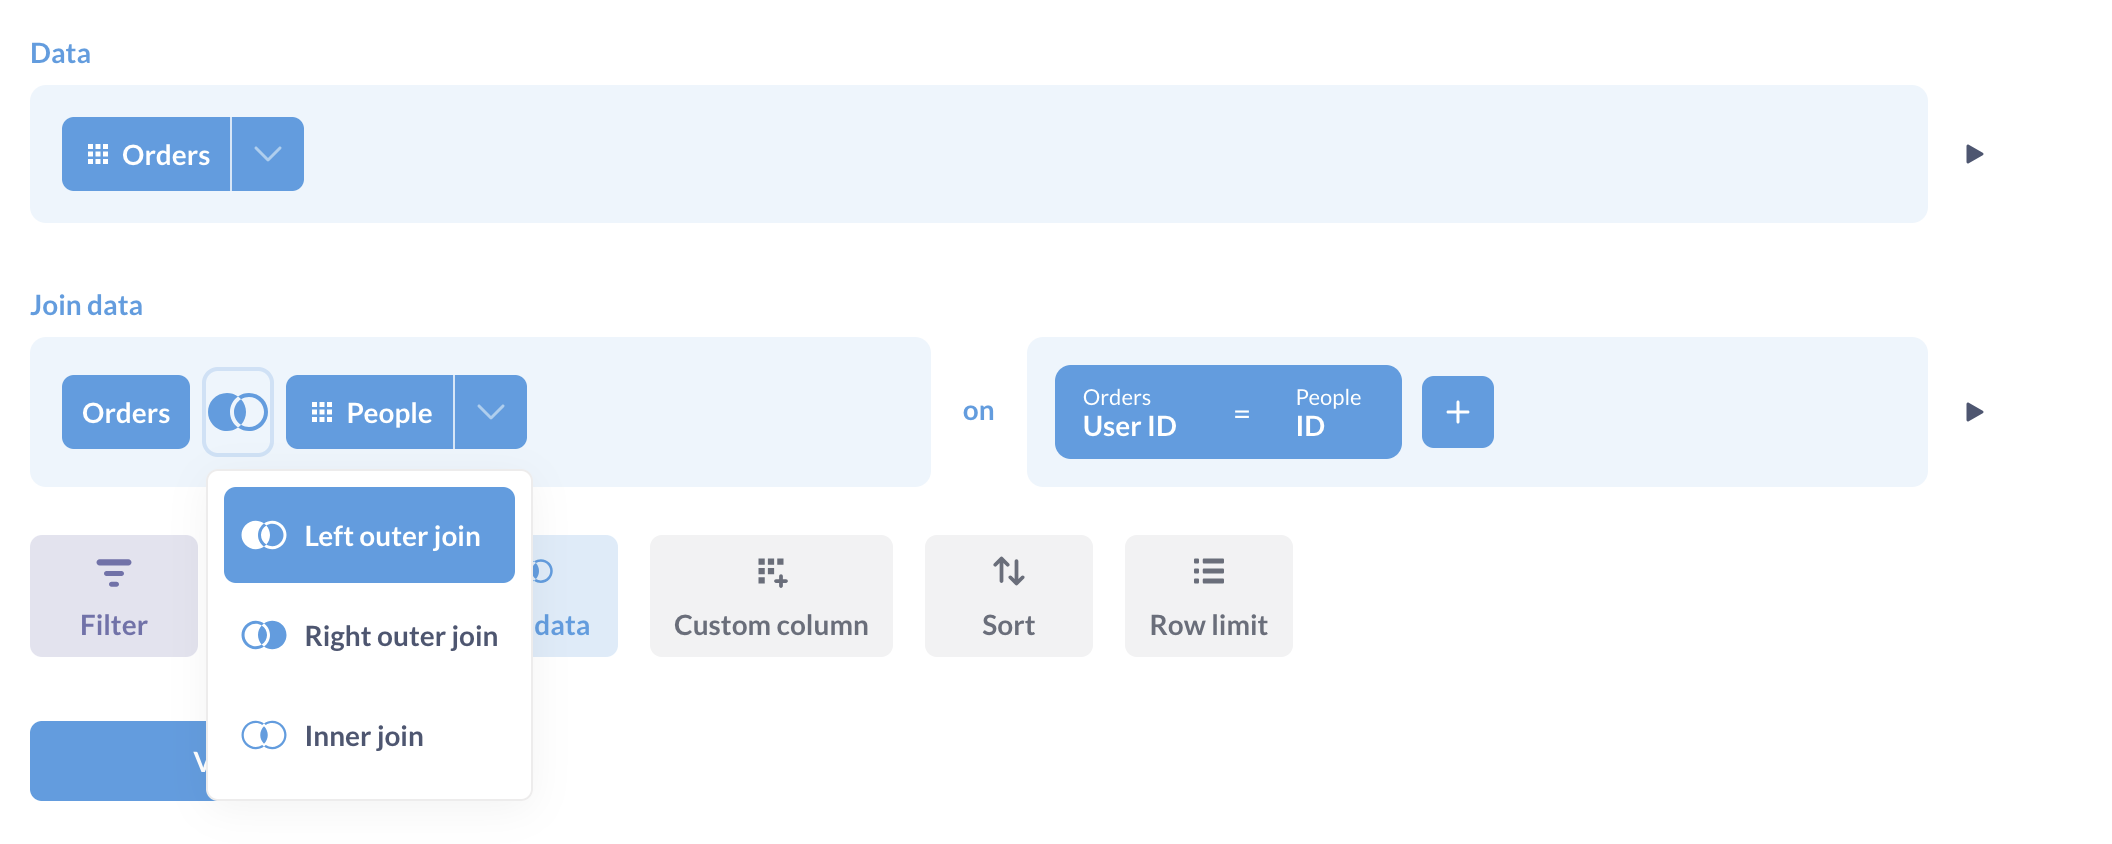 Data
Orders
Join data
Orders
People
on
Orders
User ID
=
People
ID
+
Left outer join
Right outer join
Inner join
Filter
data
Custom column
Sort
Row limit